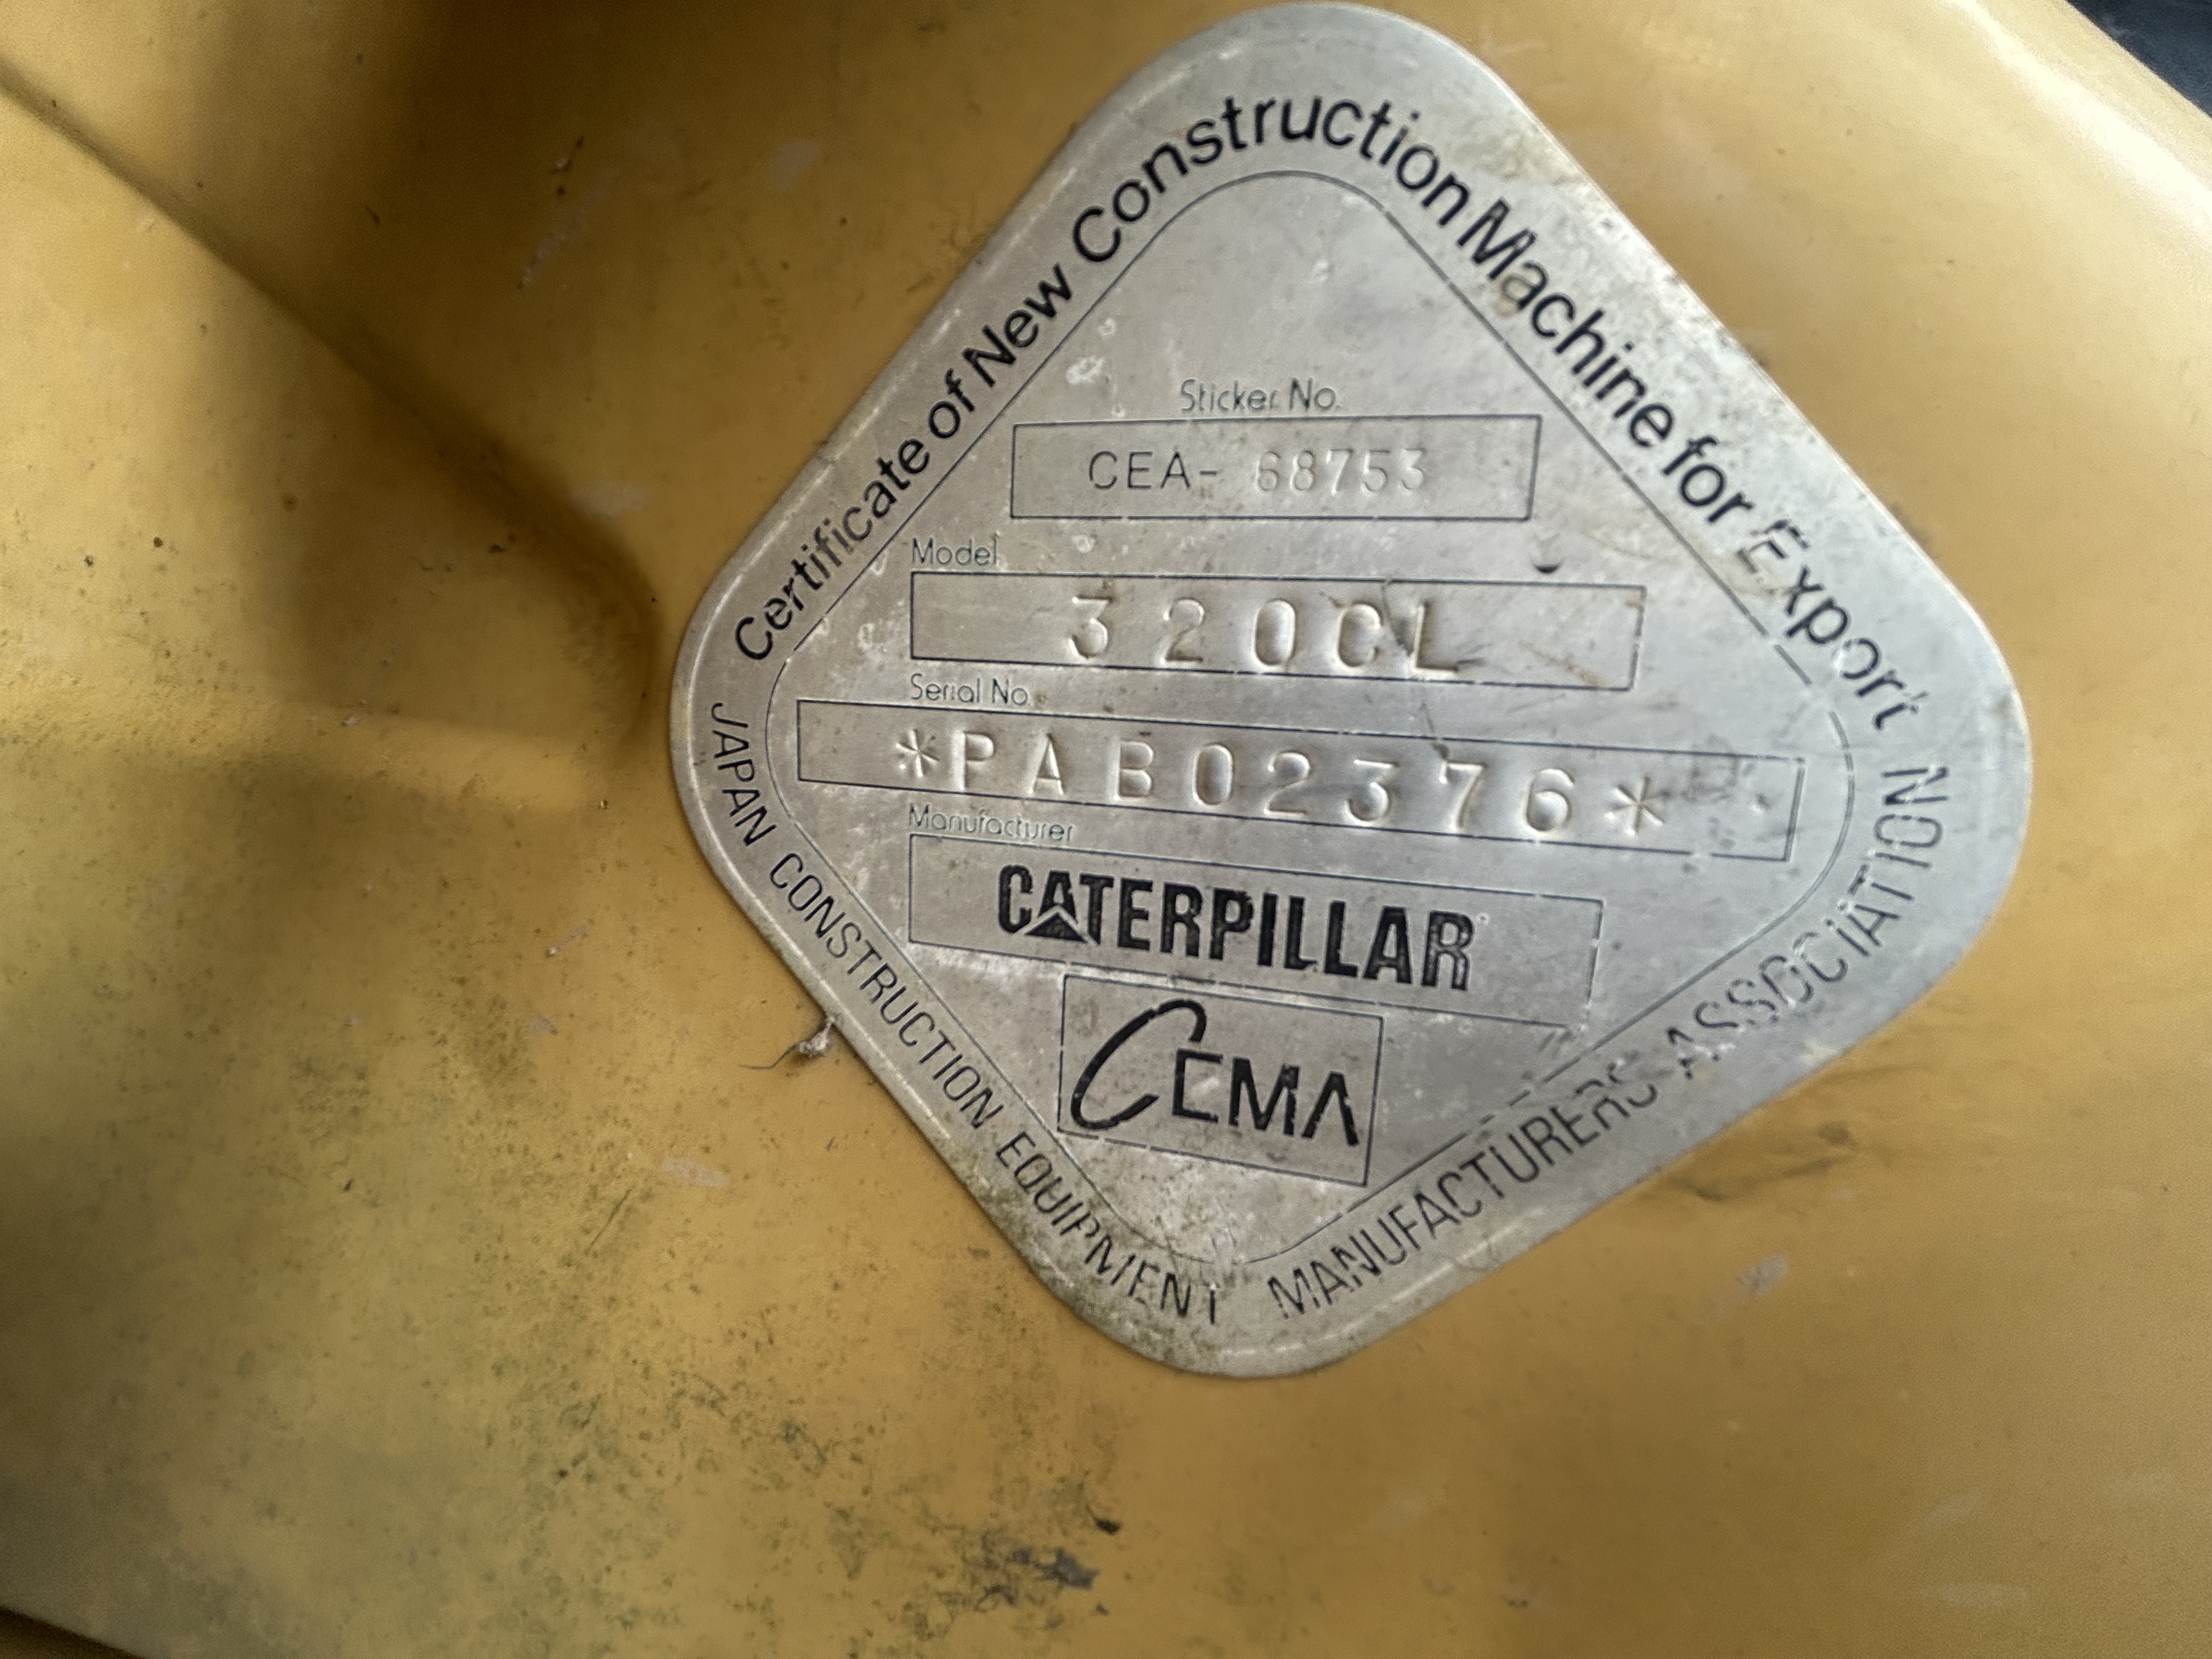 Certificate of New Construction Machine for Export
Sticker No.
CEA- 68753
Model
320CL
Serial No.
*PAB02376*
Manufacturer
CATERPILLAR
CEMA
JAPAN CONSTRUCTION EQUIPMENT MANUFACTURERS ASSOCIATION